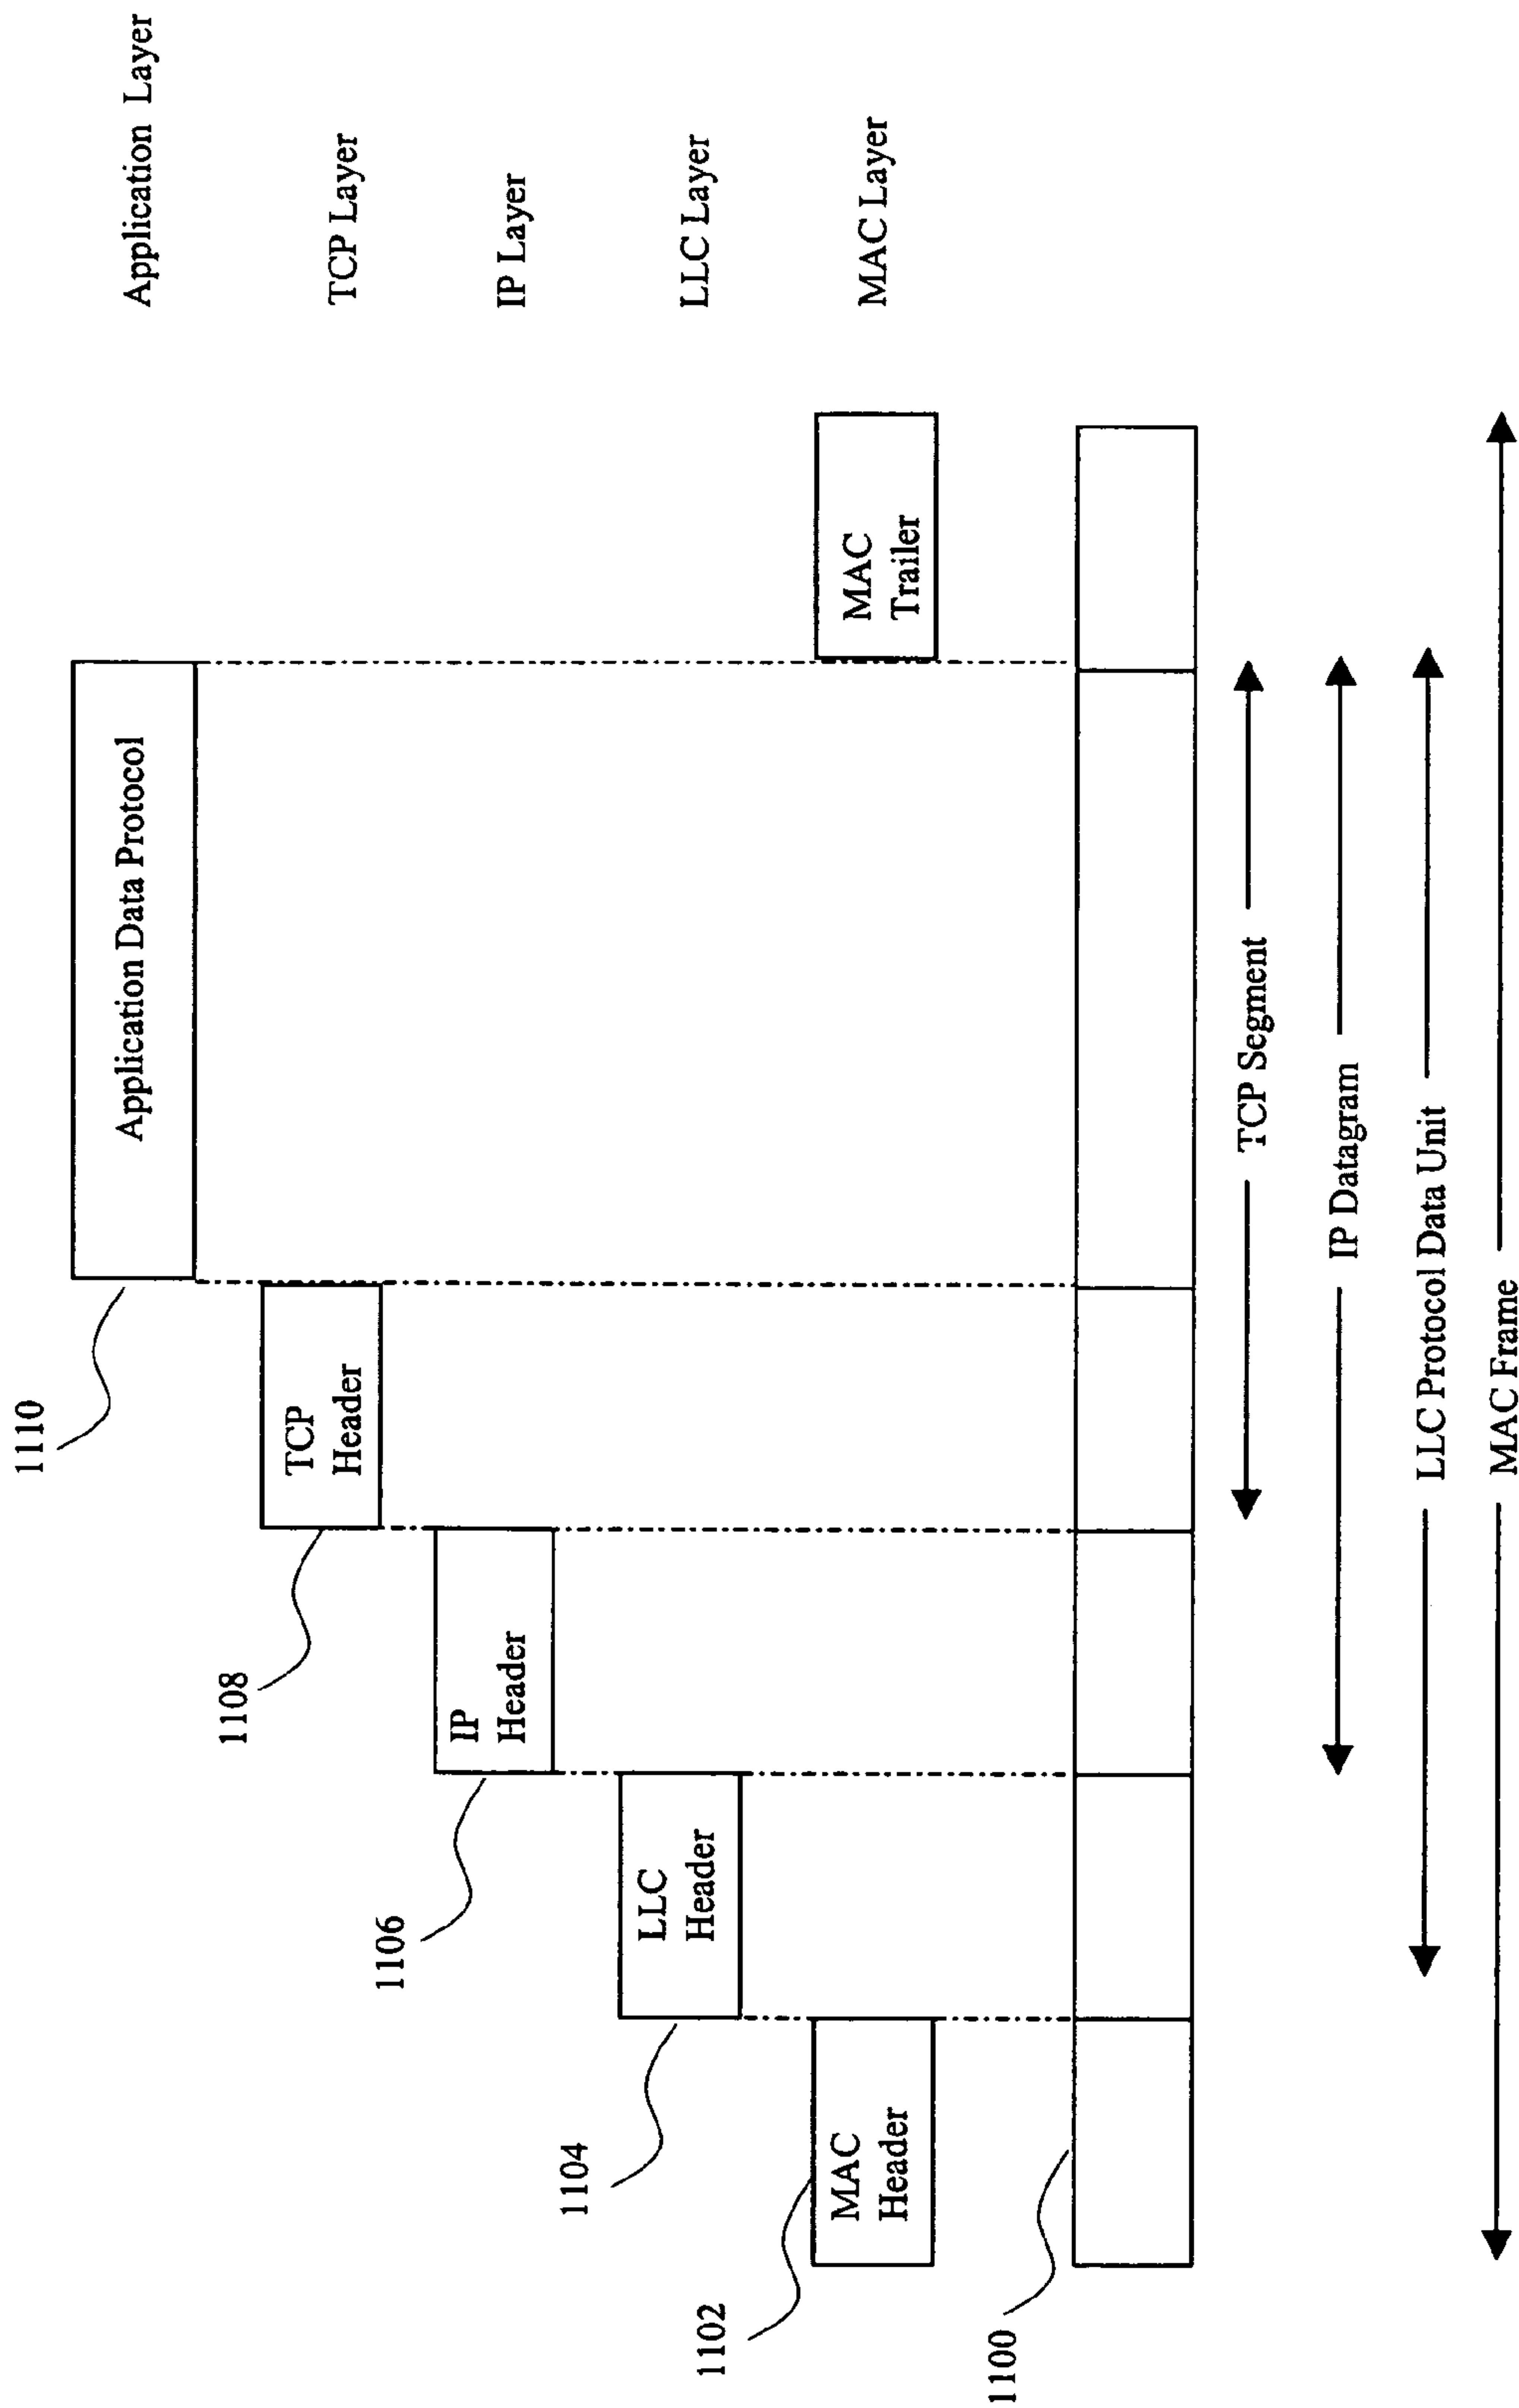 1110
Application Data Protocol
Application Layer
1108
TCP
Header
TCP Layer
1106
IP
Header
IP Layer
1104
LLC
Header
LLC Layer
1102
MAC
Header
MAC
Trailer
MAC Layer
1100
TCP Segment
IP Datagram
LLC Protocol Data Unit
MAC Frame